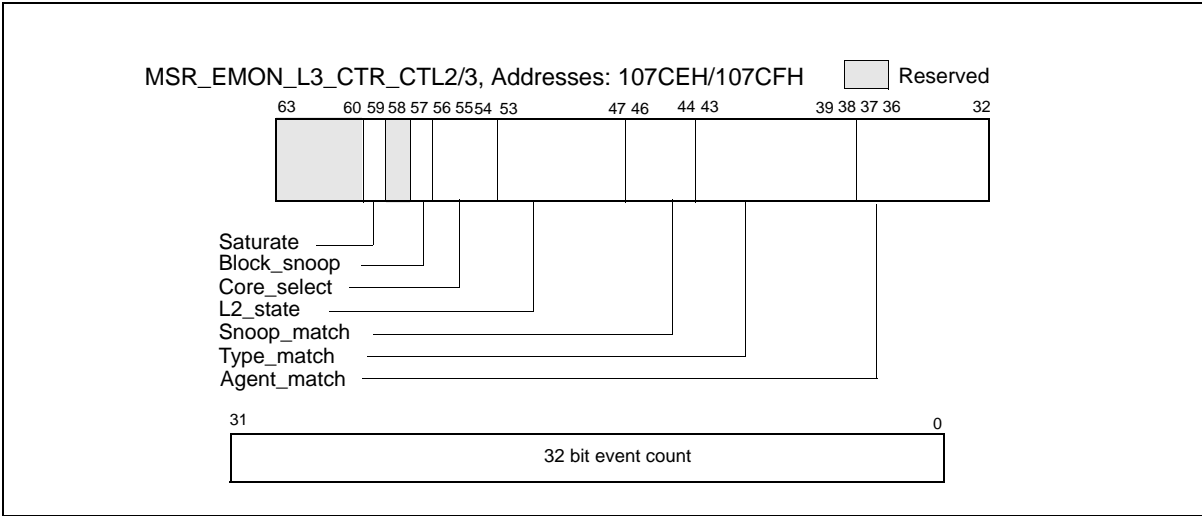 MSR_EMON_L3_CTR_CTL2/3, Addresses: 107CEH/107CFH Reserved
63 60 59 58 57 56 55 54 53 47 46 44 43 39 38 37 36 32
Saturate
Block_snoop
Core_select
L2_state
Snoop_match
Type_match
Agent_match
31 0
32 bit event count